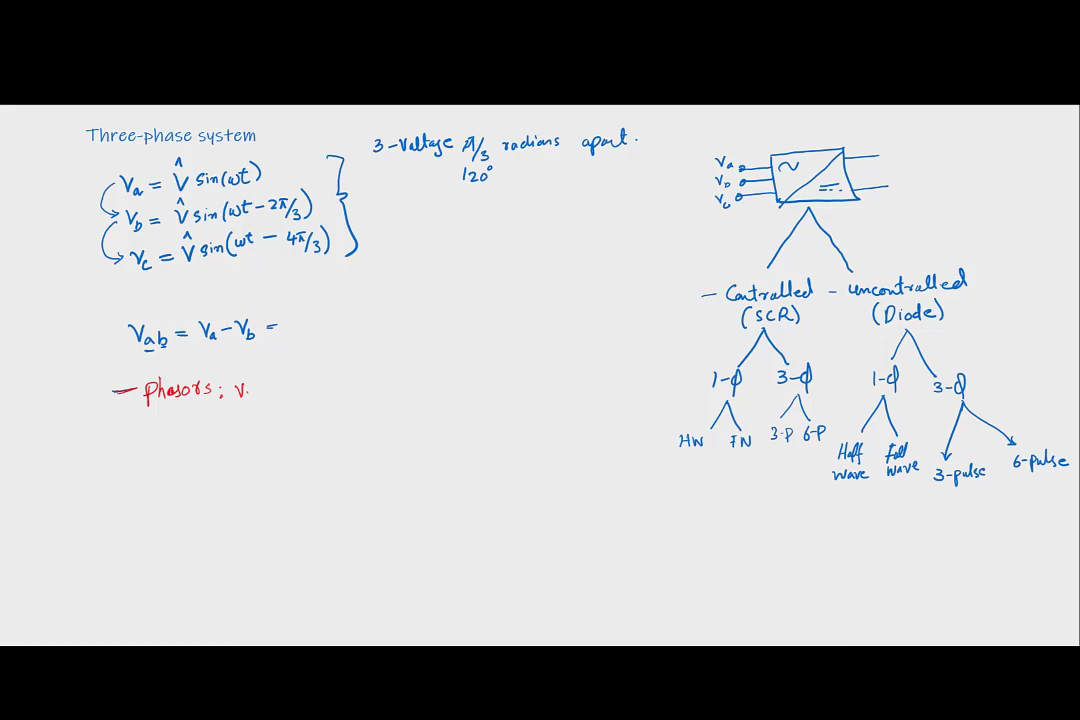 Three-phase system
Va = V̂ sin(ωt)
Vb = V̂ sin(ωt - 2π/3)
Vc = V̂ sin(ωt - 4π/3)
3-Voltage π/3 radians apart.
120°
Vab = Va - Vb =
- Phasors; v.
Va
Vb
Vc
- Controlled - uncontrolled
(SCR) (Diode)
1-φ 3-φ 1-φ 3-φ
HW FW 3-P 6-P
Half wave
Full wave
3-pulse
6-pulse